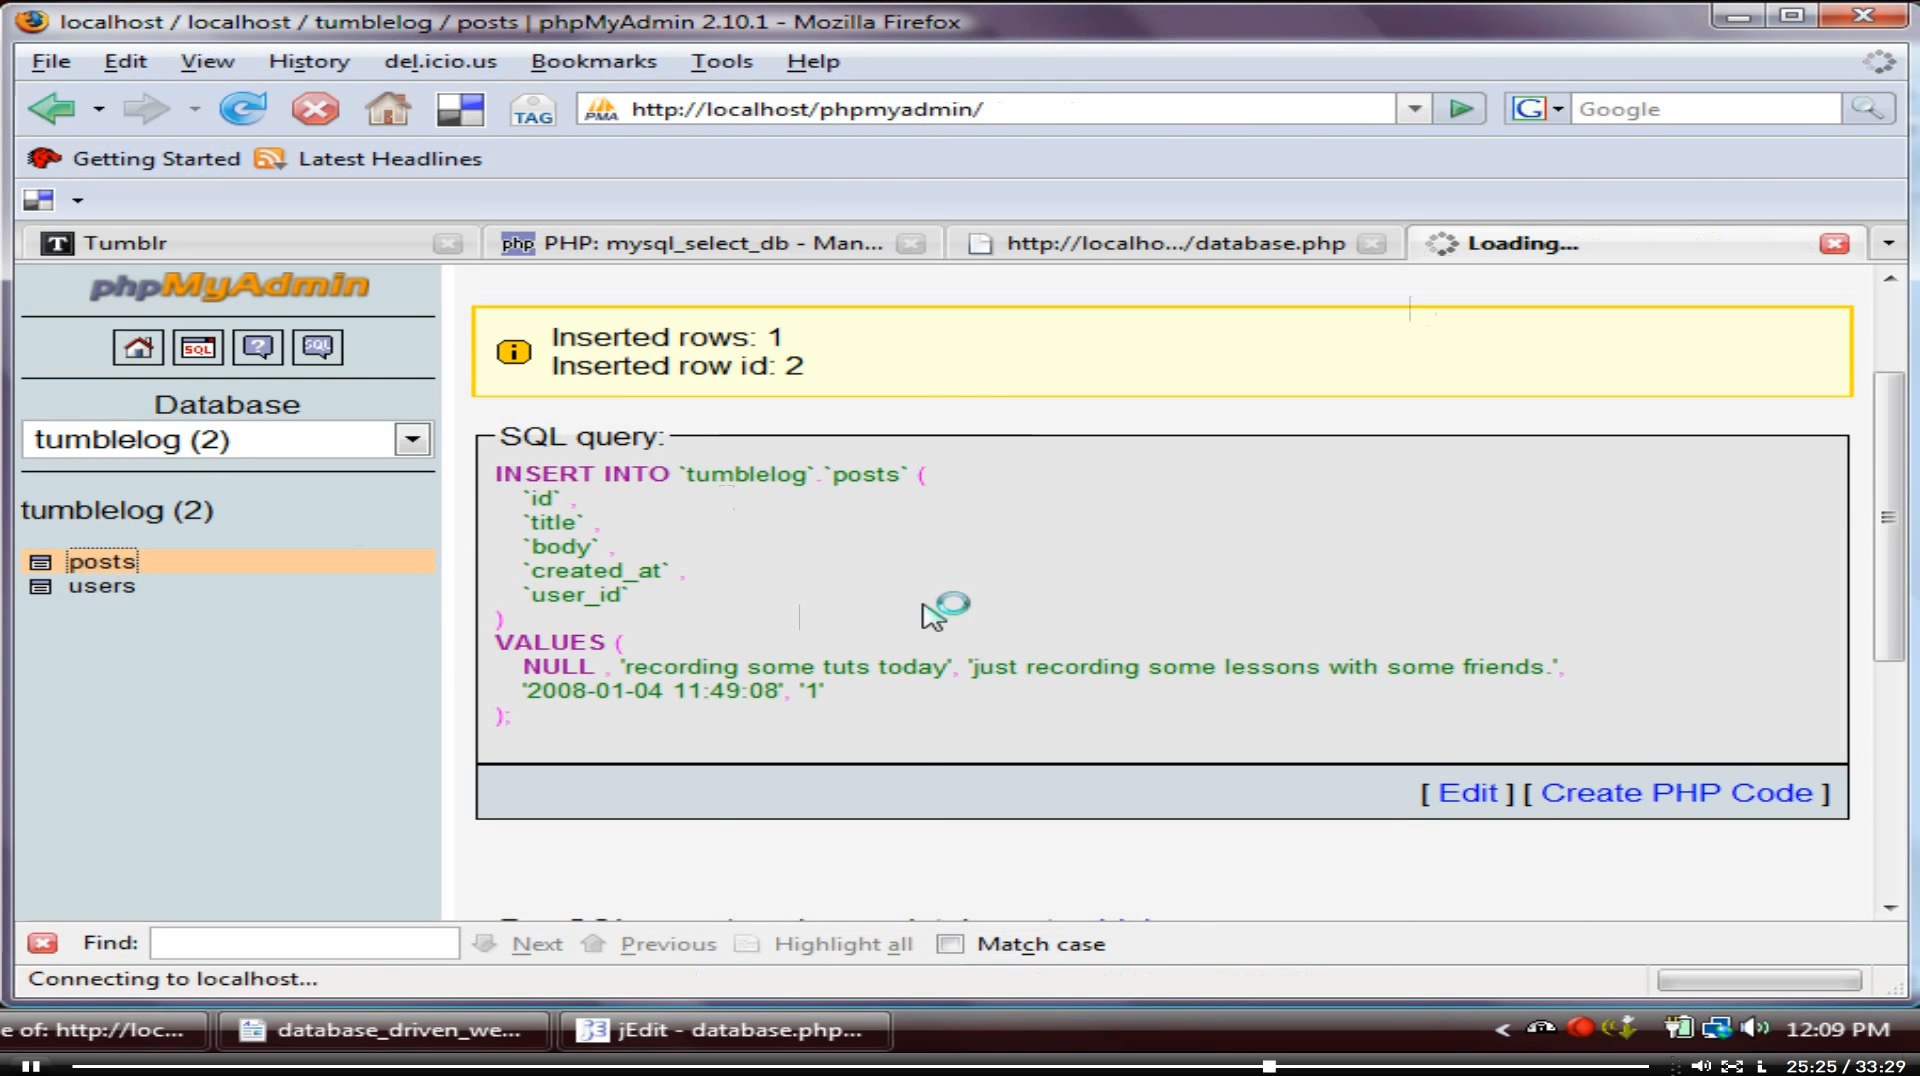 localhost / localhost / tumblelog / posts | phpMyAdmin 2.10.1 - Mozilla Firefox
File Edit View History del.icio.us Bookmarks Tools Help
TAG PMA http://localhost/phpmyadmin/ G Google
Getting Started Latest Headlines
T Tumblr php PHP: mysql_select_db - Man... http://localho.../database.php Loading...
phpMyAdmin
SQL ? SQL
Database
tumblelog (2)
tumblelog (2)
posts
users
Inserted rows: 1
Inserted row id: 2
SQL query:
INSERT INTO `tumblelog`.`posts` (
`id` ,
`title` ,
`body` ,
`created_at` ,
`user_id`
)
VALUES (
NULL , 'recording some tuts today', 'just recording some lessons with some friends.',
'2008-01-04 11:49:08', '1'
);
[ Edit ] [ Create PHP Code ]
Find: Next Previous Highlight all Match case
Connecting to localhost...
e of: http://loc... database_driven_we... jEdit - database.php... < 12:09 PM
25:25 / 33:29